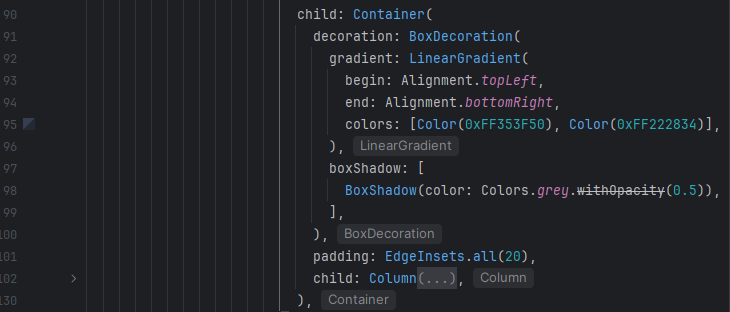 90 child: Container(
91 decoration: BoxDecoration(
92 gradient: LinearGradient(
93 begin: Alignment.topLeft,
94 end: Alignment.bottomRight,
95 colors: [Color(0xFF353F50), Color(0xFF222834)],
96 ), LinearGradient
97 boxShadow: [
98 BoxShadow(color: Colors.grey.withOpacity(0.5)),
99 ],
100 ), BoxDecoration
101 padding: EdgeInsets.all(20),
102 child: Column(...), Column
130 ), Container